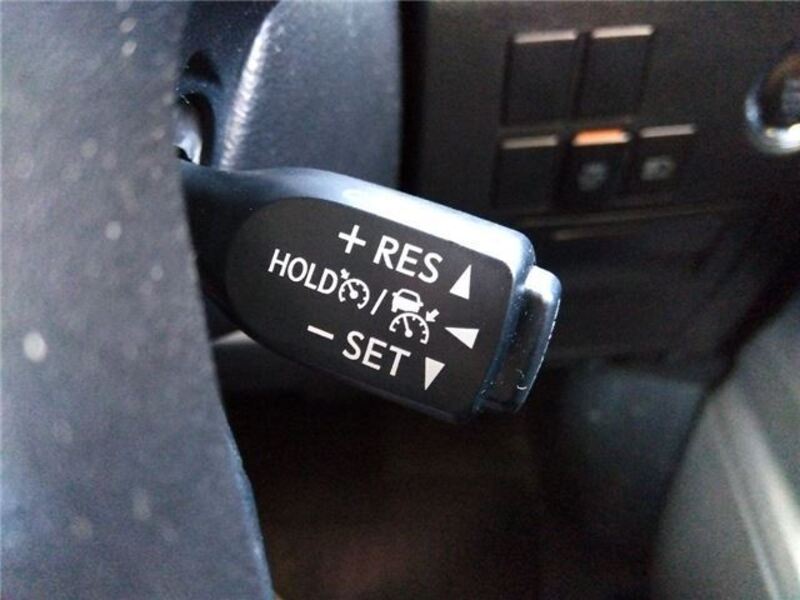 + RES
HOLD /
− SET